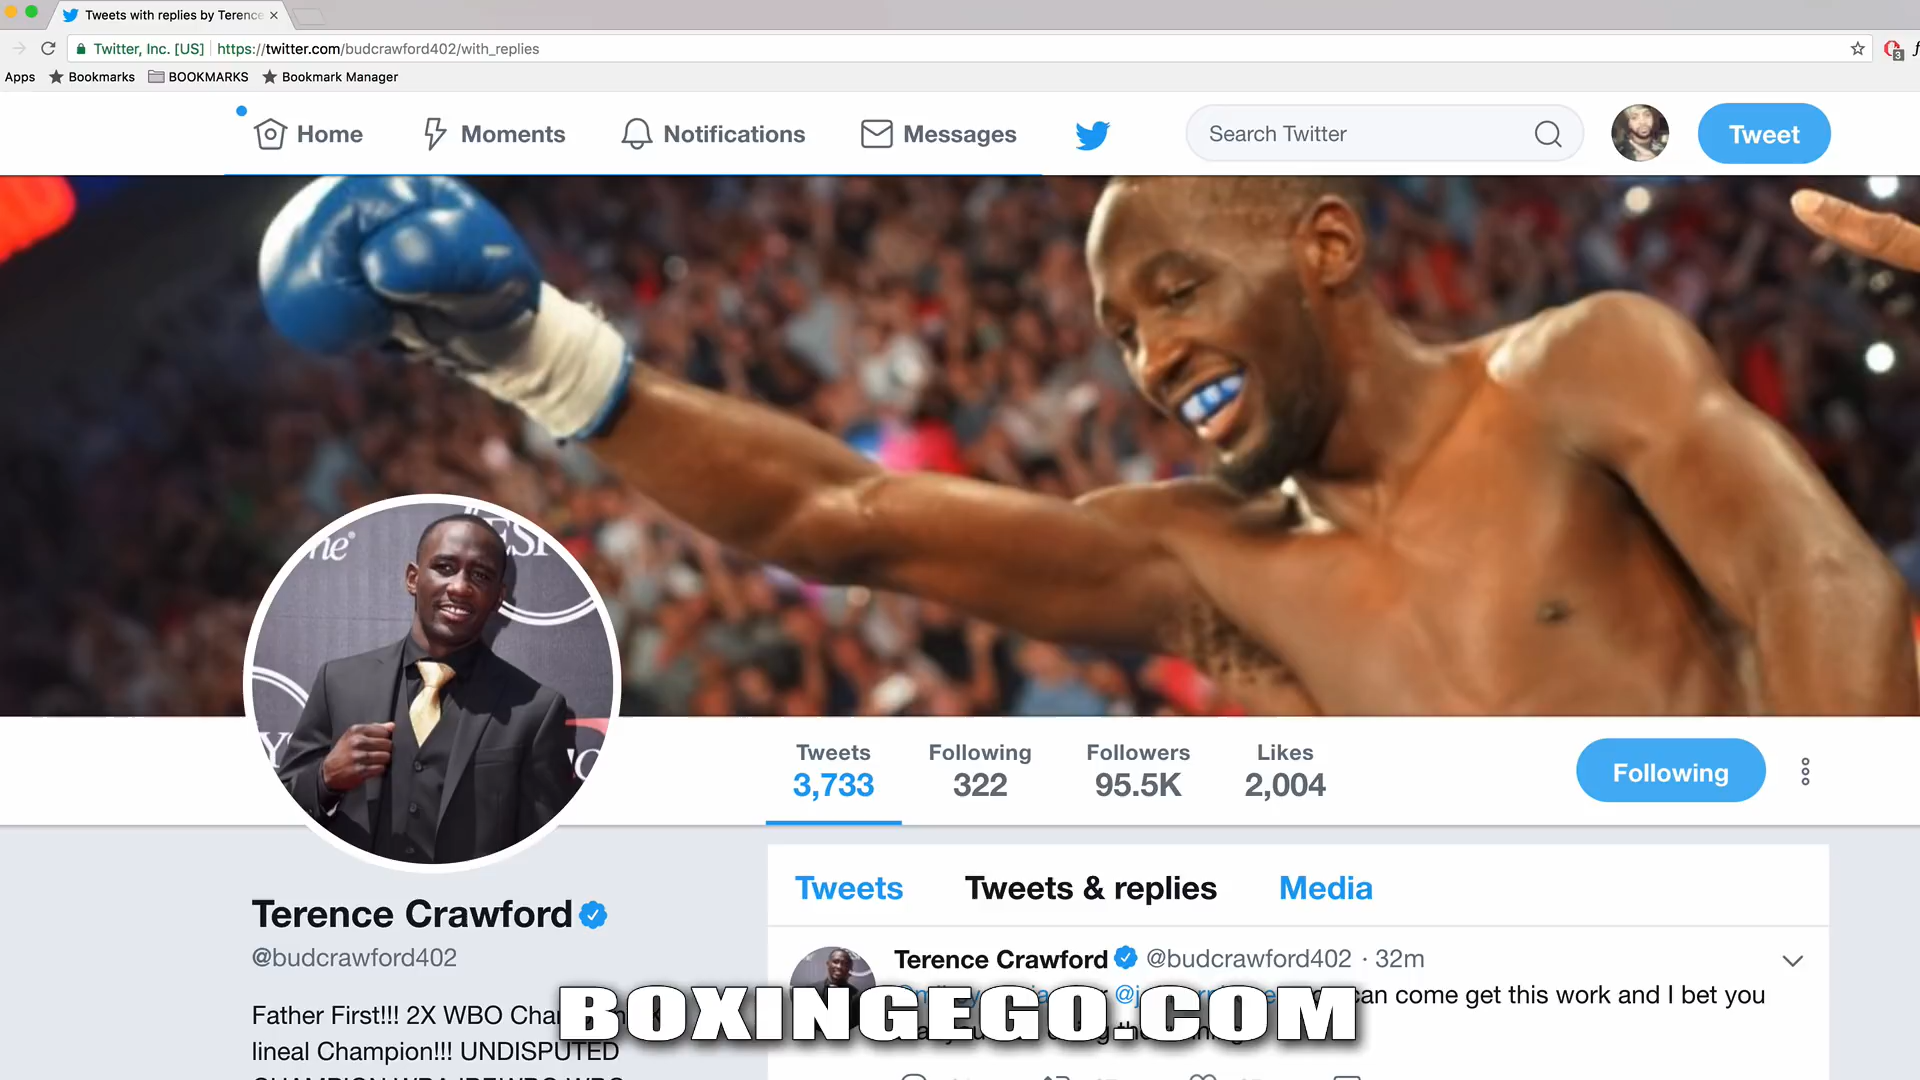 Tweets with replies by Terence
Twitter, Inc. [US] https://twitter.com/budcrawford402/with_replies
3
Apps Bookmarks BOOKMARKS Bookmark Manager
Home Moments Notifications Messages Search Twitter Tweet
Tweets Following Followers Likes
3,733 322 95.5K 2,004
Following
Tweets Tweets & replies Media
Terence Crawford
@budcrawford402
Father First!!! 2X WBO
lineal Champion!!! UNDISPUTED
Terence Crawford @budcrawford402 · 32m
can come get this work and I bet you
BOXINGEGO.COM